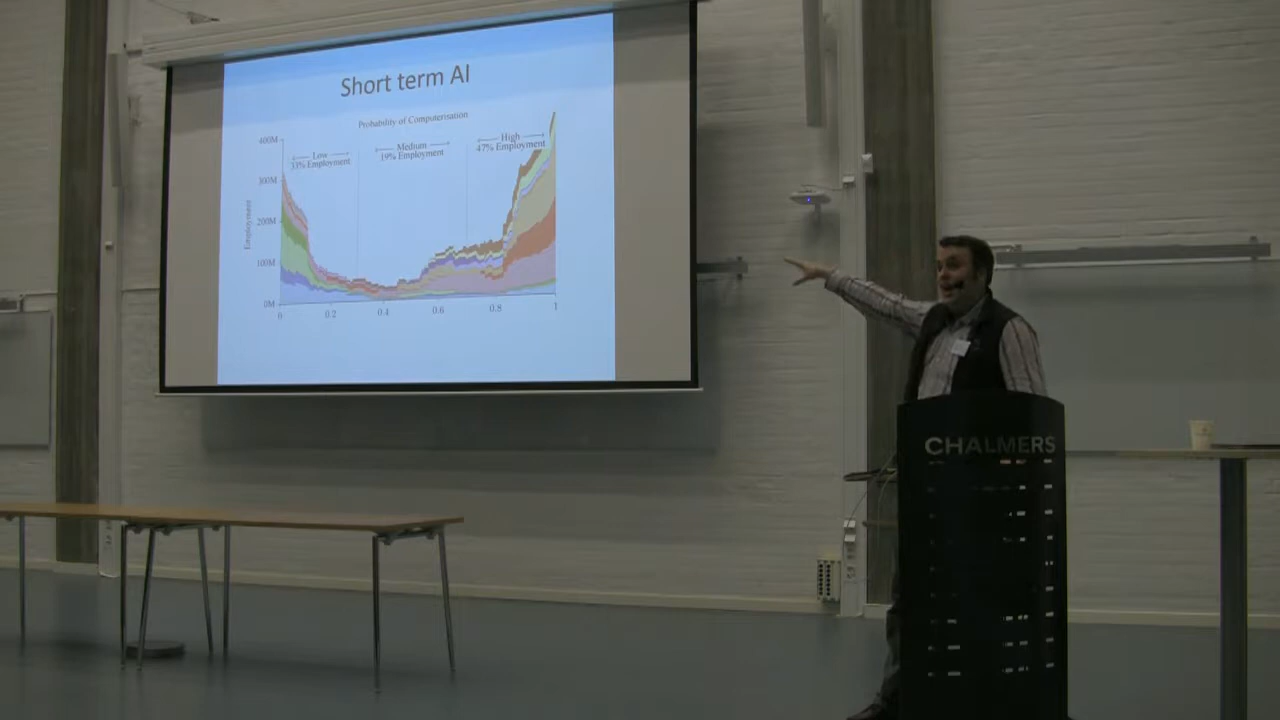 Short term AI
Probability of Computerisation
Low
33% Employment
Medium
19% Employment
High
47% Employment
400M
300M
200M
100M
0M
Employment
0
0.2
0.4
0.6
0.8
1
CHALMERS